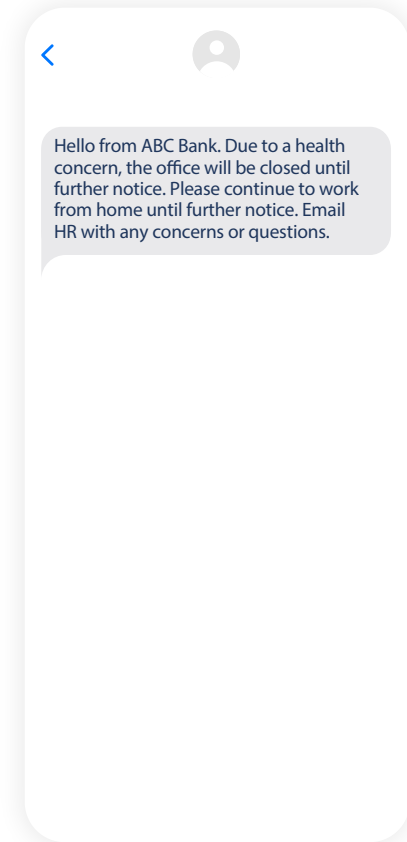 Hello from ABC Bank. Due to a health
concern, the office will be closed until
further notice. Please continue to work
from home until further notice. Email
HR with any concerns or questions.